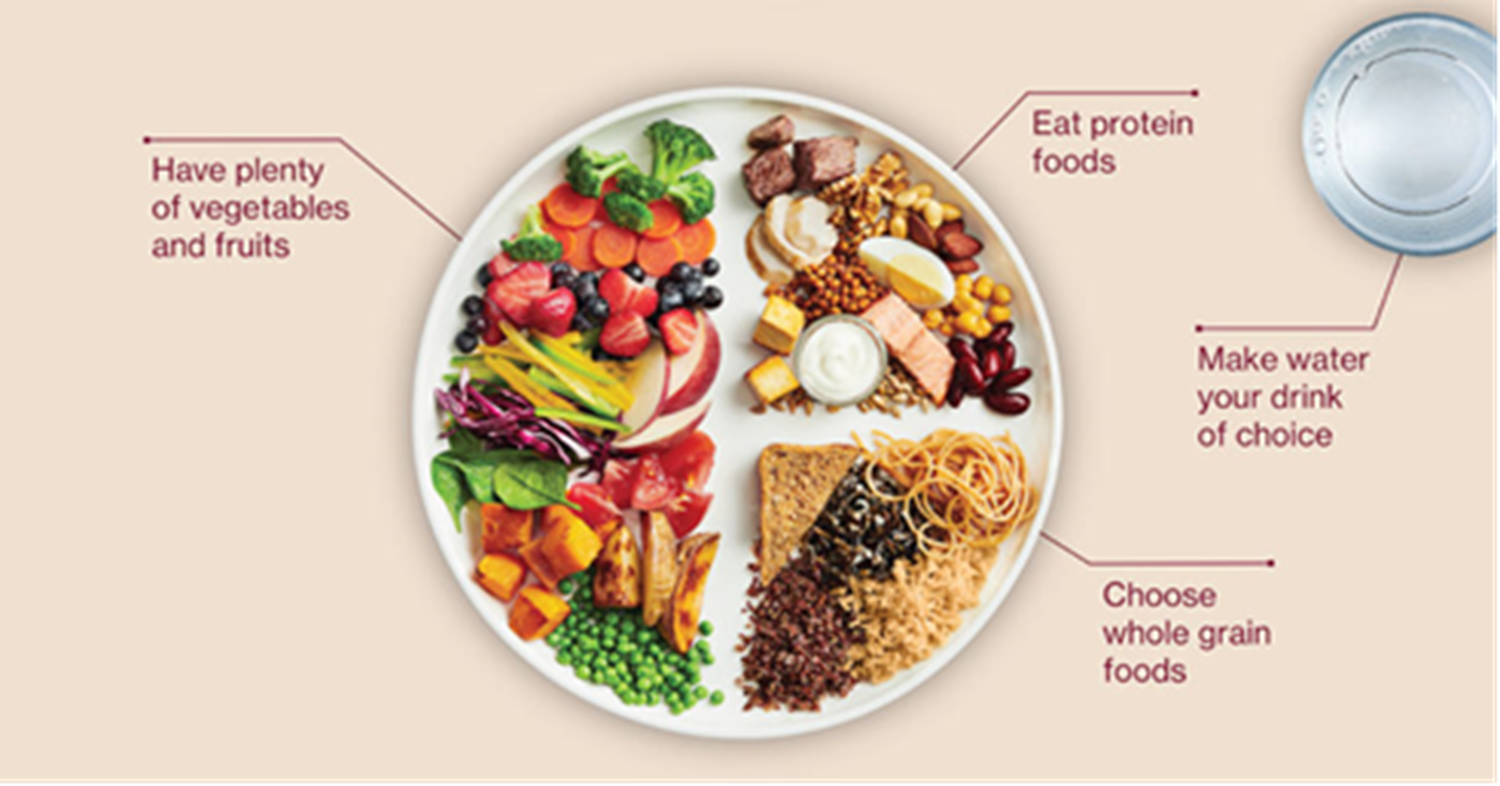 Have plenty
of vegetables
and fruits
Eat protein
foods
Make water
your drink
of choice
Choose
whole grain
foods